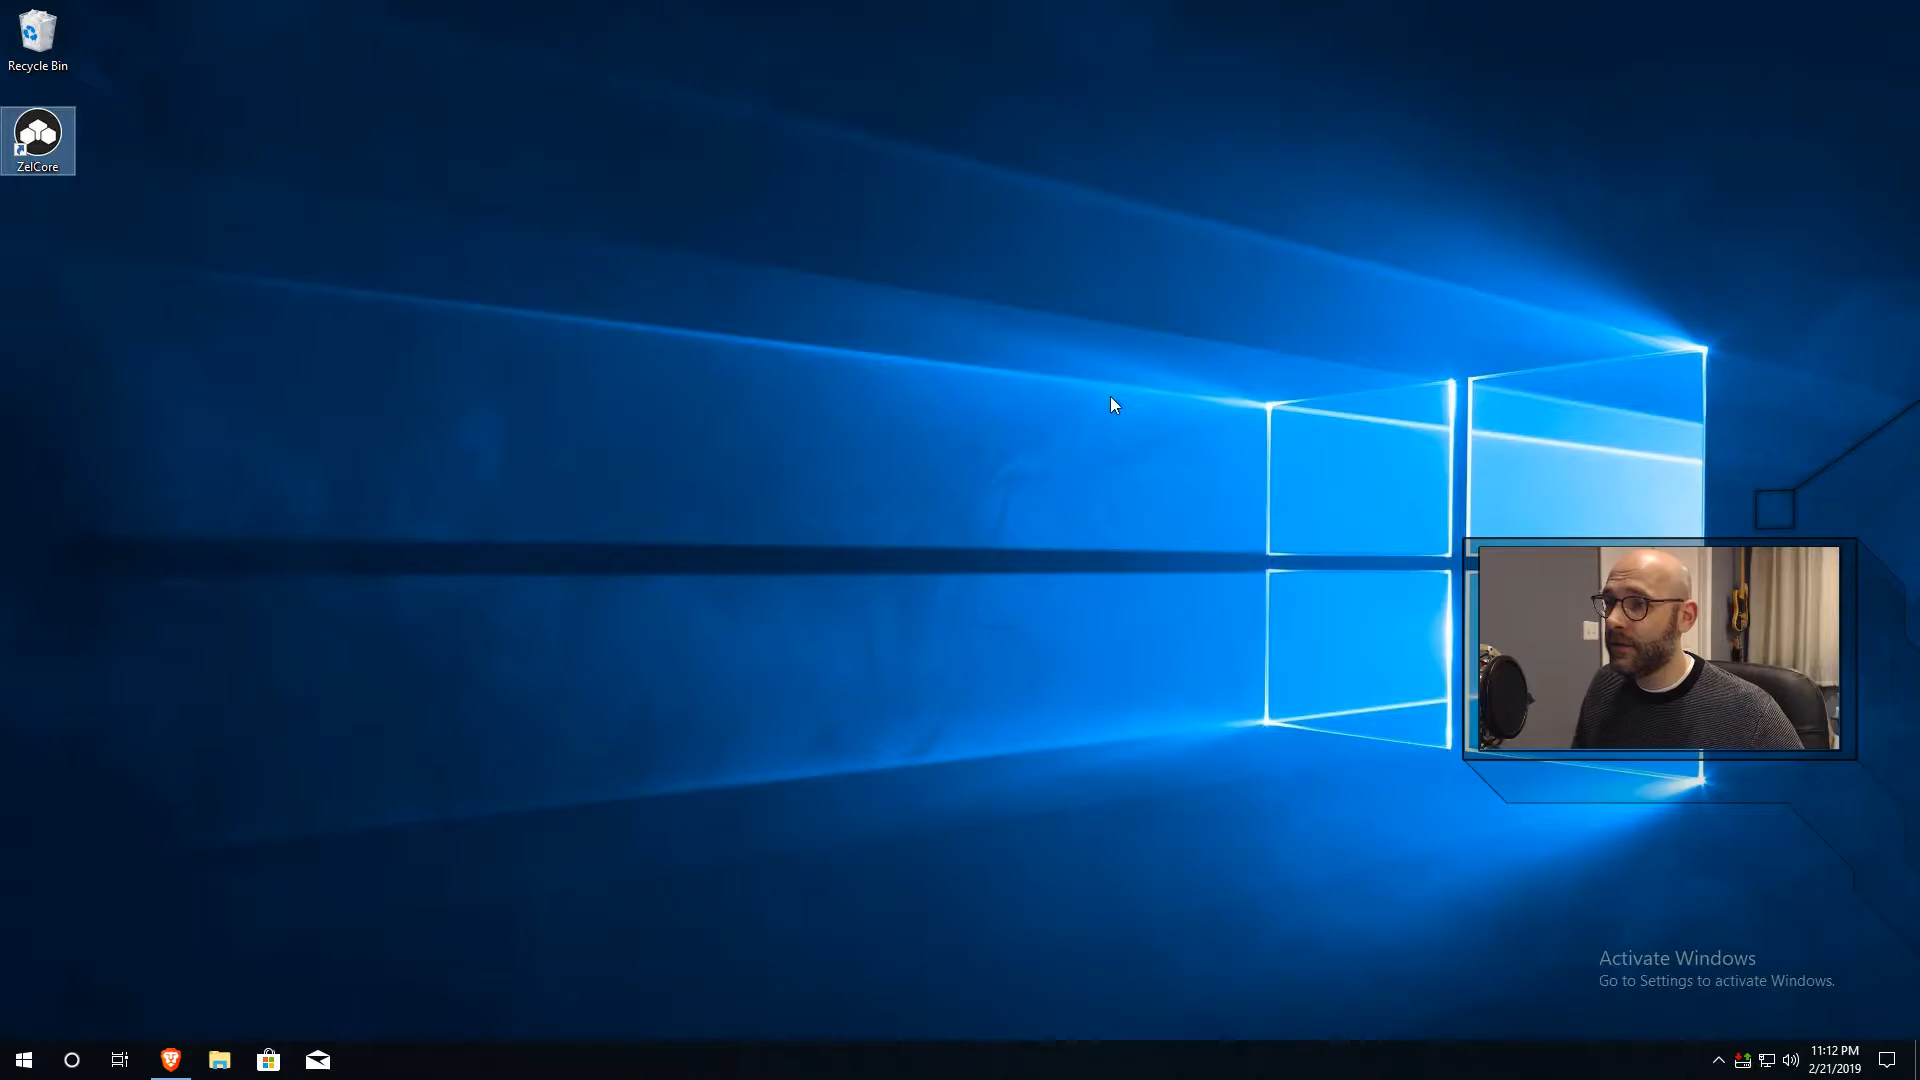 Recycle Bin
ZelCore
Activate Windows
Go to Settings to activate Windows.
11:12 PM
2/21/2019